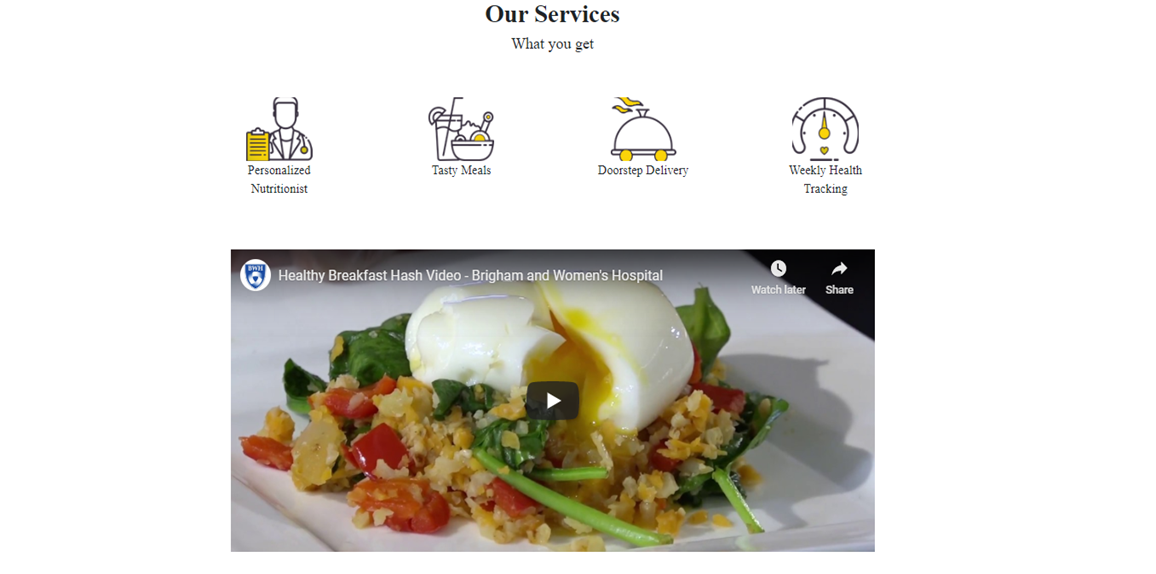 Our Services
What you get
Personalized
Nutritionist
Tasty Meals
Doorstep Delivery
Weekly Health
Tracking
BWH
Healthy Breakfast Hash Video - Brigham and Women's Hospital
Watch later
Share